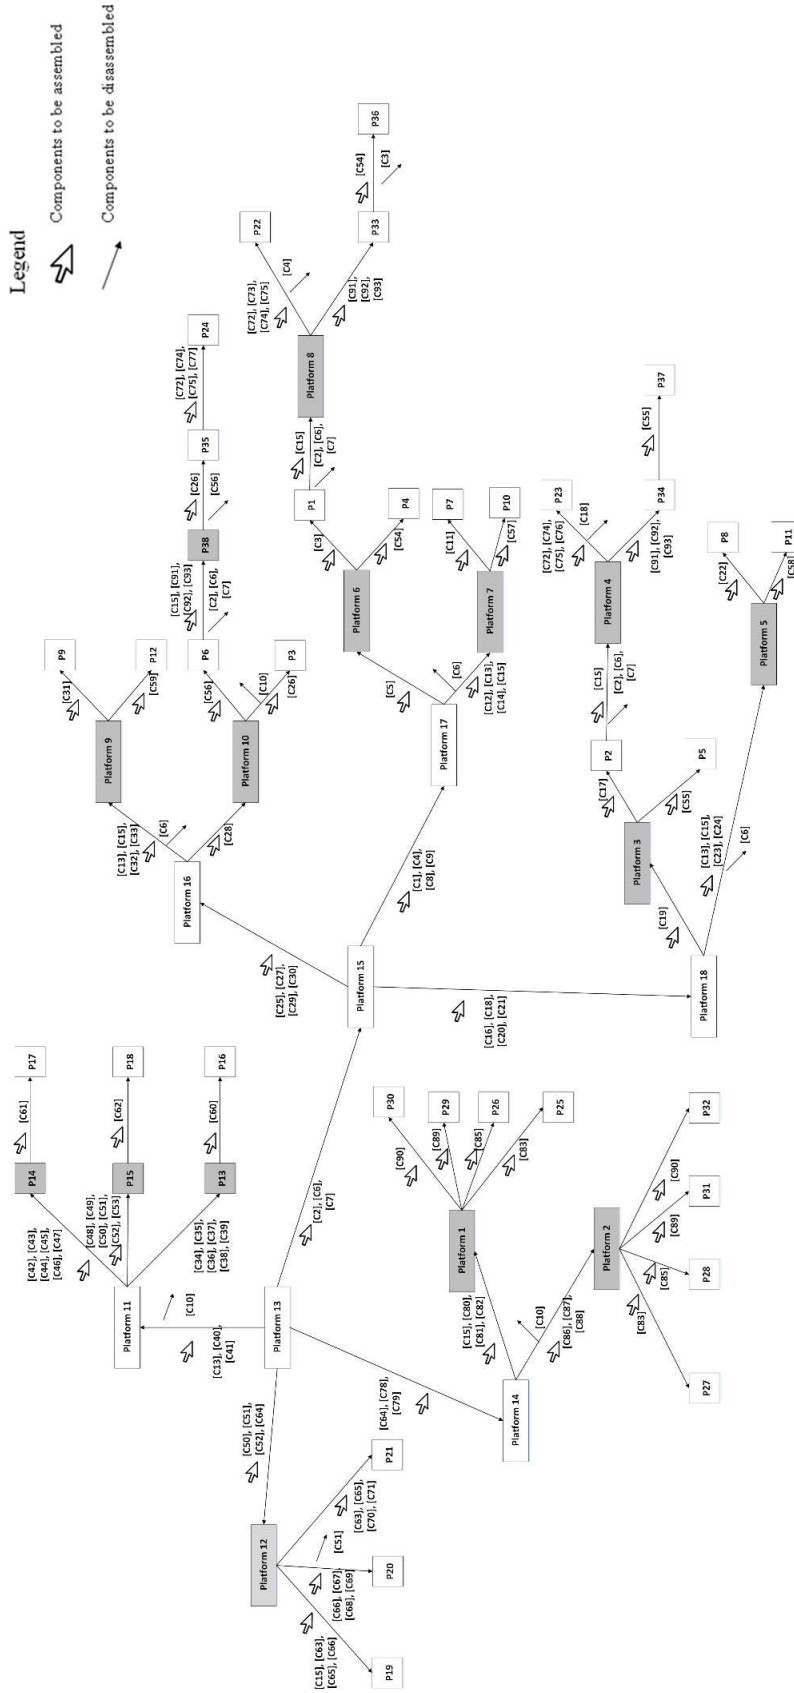 Legend
Components to be assembled
Components to be disassembled
P17
[C61]
P14
[C42], [C43],
[C44], [C45],
[C46], [C47]
P18
[C62]
P15
[C48], [C49],
[C50], [C51],
[C52], [C53]
P16
[C60]
P13
[C34], [C35],
[C36], [C37],
[C38], [C39]
Platform 11
[C10]
[C13], [C40],
[C41]
Platform 13
[C50], [C51],
[C52], [C64]
Platform 12
[C63], [C65],
[C70], [C71]
P21
[C51]
[C66], [C67],
[C68], [C69]
P20
[C15], [C63],
[C65], [C66]
P19
[C64], [C78],
[C79]
Platform 14
[C15], [C80],
[C81], [C82]
Platform 1
[C90]
P30
[C89]
P29
[C85]
P26
[C83]
P25
[C10]
[C86], [C87],
[C88]
Platform 2
[C90]
P32
[C89]
P31
[C85]
P28
[C83]
P27
[C2], [C6],
[C7]
Platform 15
[C25], [C27],
[C29], [C30]
Platform 16
[C13], [C15],
[C32], [C33]
[C6]
Platform 9
[C31]
P9
[C59]
P12
[C28]
Platform 10
[C56]
P6
[C10]
[C26]
P3
[C15], [C91],
[C92], [C93]
[C2], [C6],
[C7]
P38
[C26]
[C56]
P35
[C72], [C74],
[C75], [C77]
P24
[C1], [C4],
[C8], [C9]
Platform 17
[C5]
Platform 6
[C3]
P1
[C54]
P4
[C6]
[C12], [C13],
[C14], [C15]
Platform 7
[C11]
P7
[C57]
P10
[C15]
[C2], [C6],
[C7]
Platform 8
[C72], [C73],
[C74], [C75]
[C4]
P22
[C91],
[C92],
[C93]
P33
[C54]
[C3]
P36
[C16], [C18],
[C20], [C21]
Platform 18
[C19]
Platform 3
[C17]
P2
[C55]
P5
[C15]
[C2], [C6],
[C7]
Platform 4
[C72], [C74],
[C75], [C76]
[C18]
P23
[C91], [C92],
[C93]
P34
[C55]
P37
[C13], [C15],
[C23], [C24]
[C6]
Platform 5
[C22]
P8
[C58]
P11